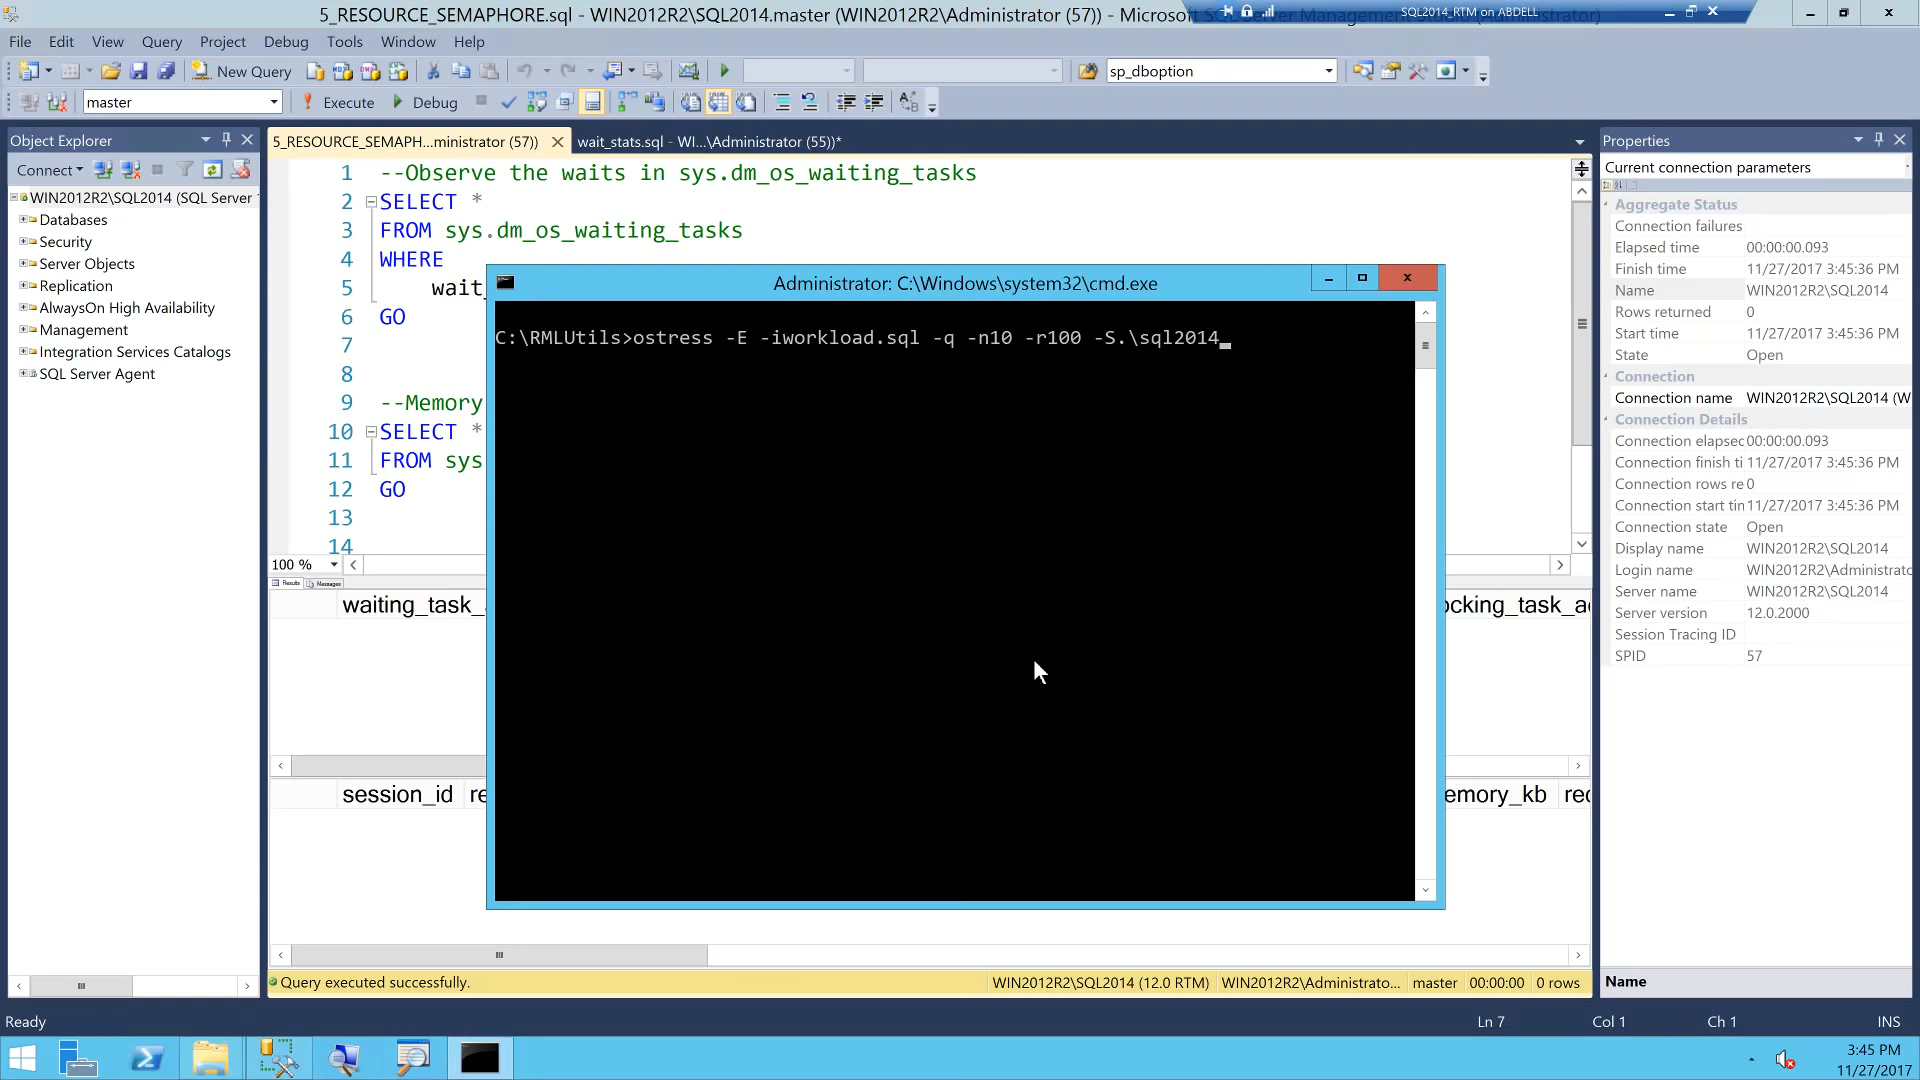 5_RESOURCE_SEMAPHORE.sql - WIN2012R2\SQL2014.master (WIN2012R2\Administrator (57)) - Microsoft
SQL2014_RTM on ABDELL
File Edit View Query Project Debug Tools Window Help
New Query
sp_dboption
master
Execute Debug
Object Explorer
Connect
WIN2012R2\SQL2014 (SQL Server
Databases
Security
Server Objects
Replication
AlwaysOn High Availability
Management
Integration Services Catalogs
SQL Server Agent
5_RESOURCE_SEMAPH...ministrator (57)) wait_stats.sql - WI...\Administrator (55))*
1 --Observe the waits in sys.dm_os_waiting_tasks
2 SELECT *
3 FROM sys.dm_os_waiting_tasks
4 WHERE
5 wait_
6 GO
7
8
9 --Memory
10 SELECT *
11 FROM sys
12 GO
13
14
100 %
Results Messages
waiting_task_
ocking_task_a
session_id re
emory_kb rec
Administrator: C:\Windows\system32\cmd.exe
C:\RMLUtils>ostress -E -iworkload.sql -q -n10 -r100 -S.\sql2014_
Query executed successfully.
WIN2012R2\SQL2014 (12.0 RTM) WIN2012R2\Administrato... master 00:00:00 0 rows
Properties
Current connection parameters
Aggregate Status
Connection failures
Elapsed time 00:00:00.093
Finish time 11/27/2017 3:45:36 PM
Name WIN2012R2\SQL2014
Rows returned 0
Start time 11/27/2017 3:45:36 PM
State Open
Connection
Connection name WIN2012R2\SQL2014 (W
Connection Details
Connection elapsec 00:00:00.093
Connection finish ti 11/27/2017 3:45:36 PM
Connection rows re 0
Connection start tin 11/27/2017 3:45:36 PM
Connection state Open
Display name WIN2012R2\SQL2014
Login name WIN2012R2\Administratc
Server name WIN2012R2\SQL2014
Server version 12.0.2000
Session Tracing ID
SPID 57
Name
Ready
Ln 7 Col 1 Ch 1 INS
3:45 PM
11/27/2017